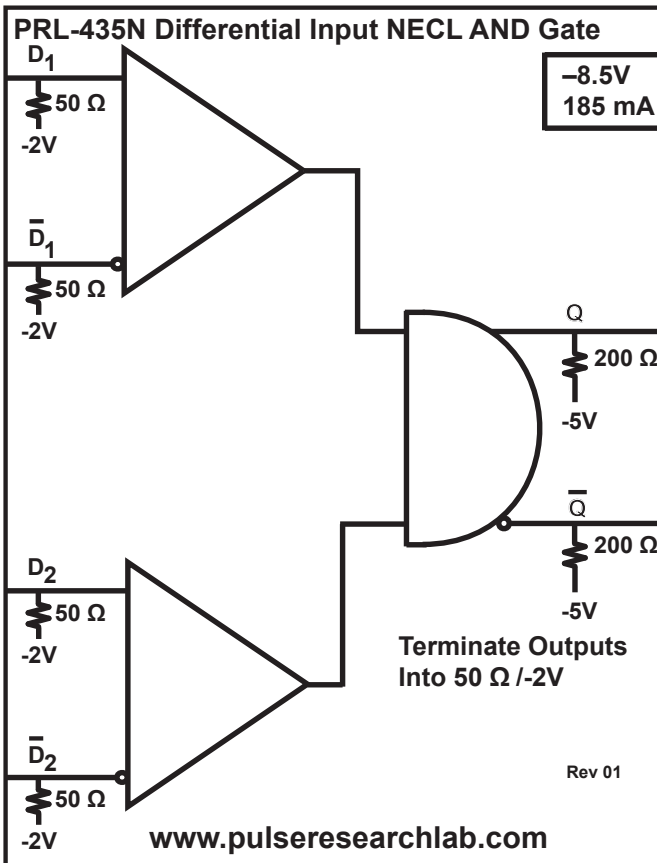 PRL-435N Differential Input NECL AND Gate
D1
50 Ω
-2V
–8.5V
185 mA
D̅1
50 Ω
-2V
Q
200 Ω
-5V
Q̅
200 Ω
-5V
D2
50 Ω
-2V
Terminate Outputs
Into 50 Ω /-2V
D̅2
50 Ω
-2V
Rev 01
www.pulseresearchlab.com